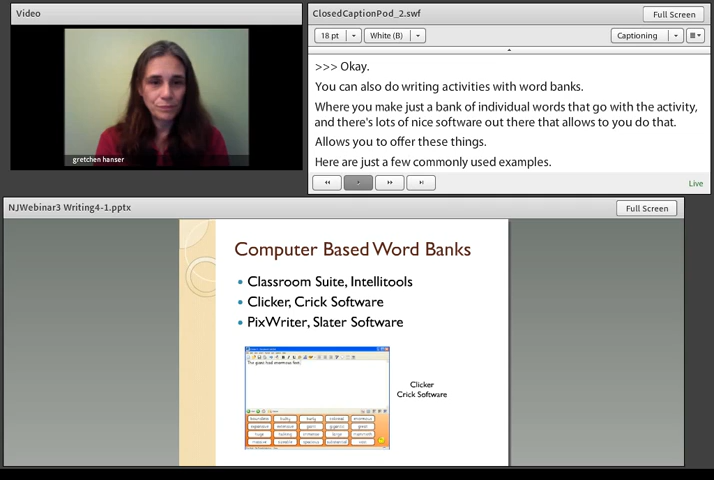 Video
gretchen hanser
ClosedCaptionPod_2.swf
Full Screen
18 pt
White (B)
Captioning
>>> Okay.
You can also do writing activities with word banks.
Where you make just a bank of individual words that go with the activity,
and there's lots of nice software out there that allows to you do that.
Allows you to offer these things.
Here are just a few commonly used examples.
Live
NJWebinar3 Writing4-1.pptx
Full Screen
Computer Based Word Banks
• Classroom Suite, Intellitools
• Clicker, Crick Software
• PixWriter, Slater Software
The giant had enormous feet
Clicker
Crick Software